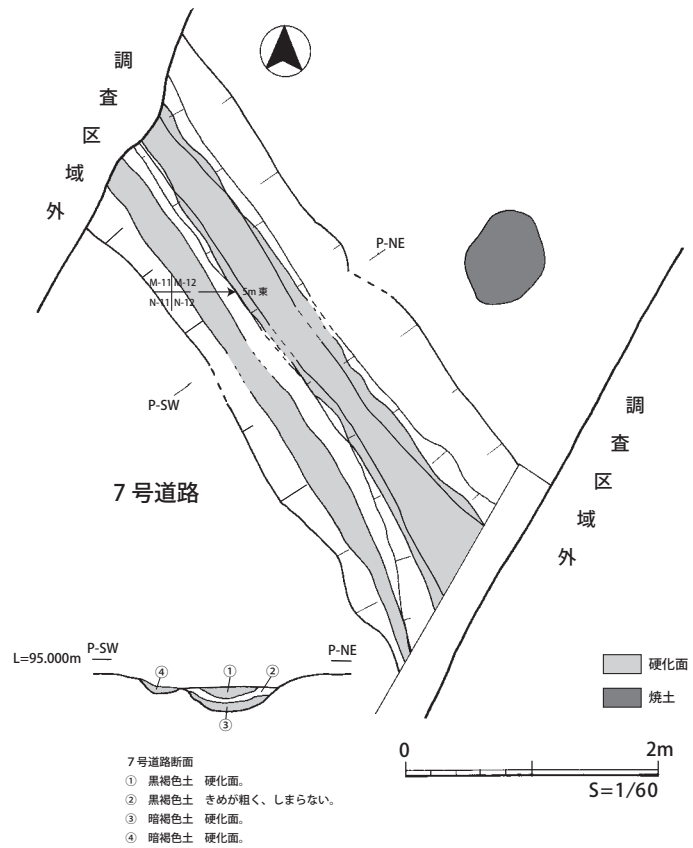 調査区域外
P-NE
M-11 M-12
5m 東
N-11 N-12
P-SW
調査区域外
7 号道路
P-SW
P-NE
L=95.000m
④
①
②
③
硬化面
焼土
7 号道路断面
① 黒褐色土 硬化面。
② 黒褐色土 きめが粗く、しまらない。
③ 暗褐色土 硬化面。
④ 暗褐色土 硬化面。
0
2m
S=1/60